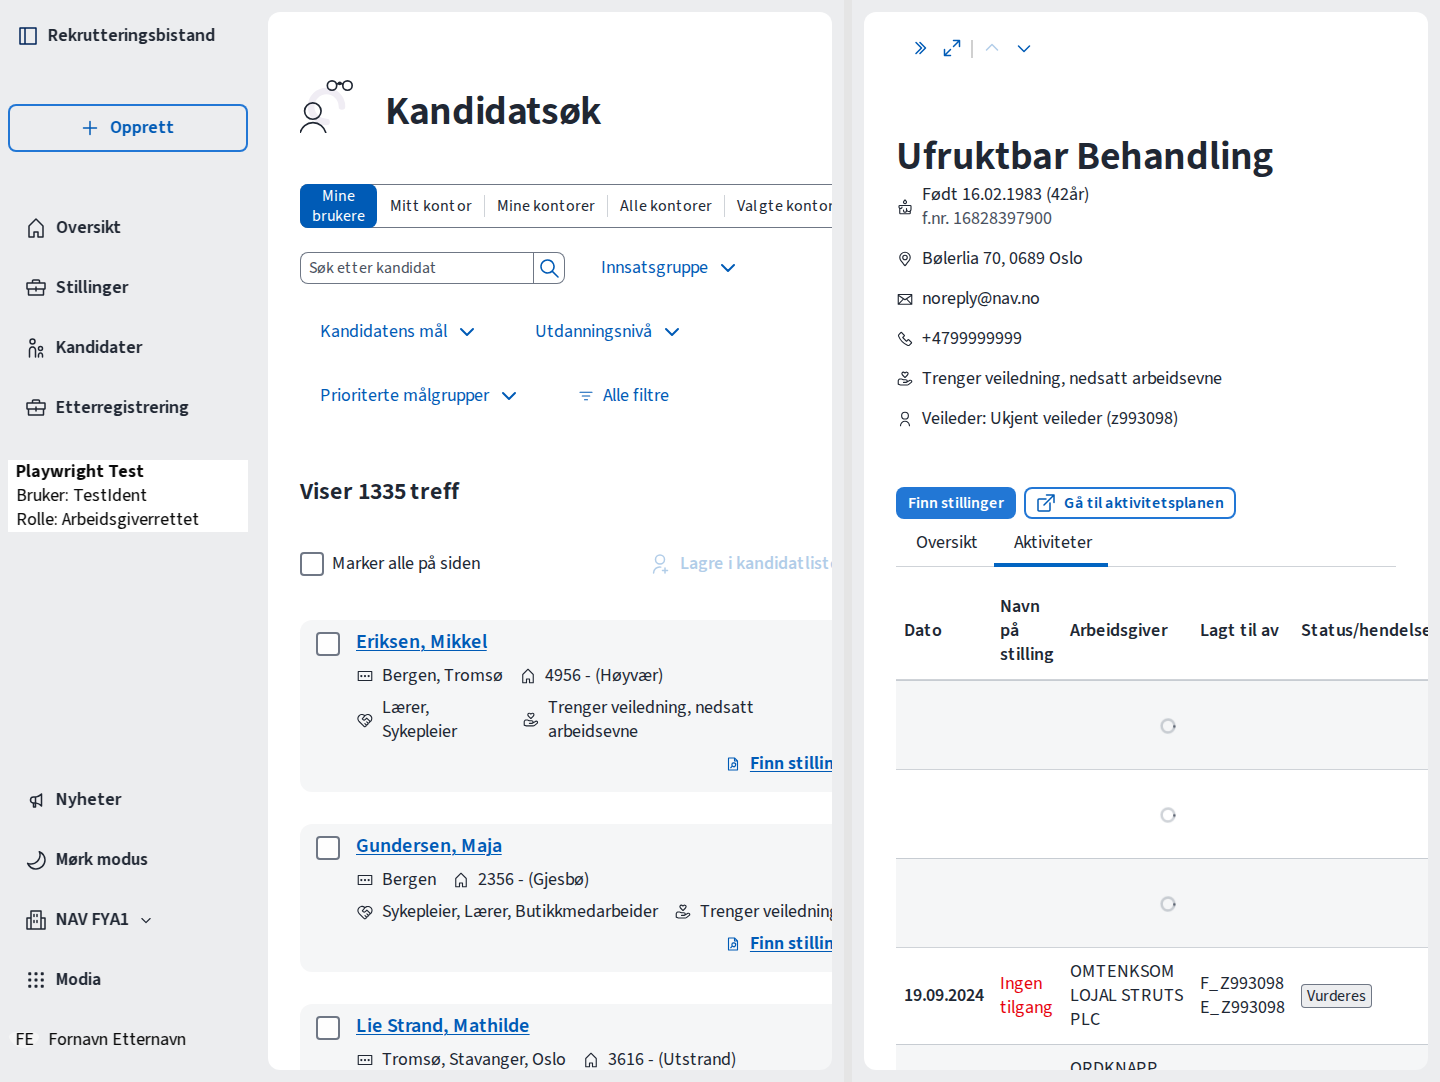 Rekrutteringsbistand
Opprett
Oversikt
Stillinger
Kandidater
Etterregistrering
Playwright Test
Bruker: TestIdent
Rolle: Arbeidsgiverrettet
Nyheter
Mørk modus
NAV FYA1
Modia
FE Fornavn Etternavn
Kandidatsøk
Mine brukere
Mitt kontor
Mine kontorer
Alle kontorer
Valgte kontor
Søk etter kandidat
Innsatsgruppe
Kandidatens mål
Utdanningsnivå
Prioriterte målgrupper
Alle filtre
Viser 1335 treff
Marker alle på siden
Lagre i kandidatliste
Eriksen, Mikkel
Bergen, Tromsø
4956 - (Høyvær)
Lærer,
Sykepleier
Trenger veiledning, nedsatt
arbeidsevne
Finn stillin
Gundersen, Maja
Bergen
2356 - (Gjesbø)
Sykepleier, Lærer, Butikkmedarbeider
Trenger veiledning
Finn stillin
Lie Strand, Mathilde
Tromsø, Stavanger, Oslo
3616 - (Utstrand)
Ufruktbar Behandling
Født 16.02.1983 (42år)
f.nr. 16828397900
Bølerlia 70, 0689 Oslo
noreply@nav.no
+4799999999
Trenger veiledning, nedsatt arbeidsevne
Veileder: Ukjent veileder (z993098)
Finn stillinger
Gå til aktivitetsplanen
Oversikt
Aktiviteter
Dato
Navn
på
stilling
Arbeidsgiver
Lagt til av
Status/hendelse
19.09.2024
Ingen
tilgang
OMTENKSOM
LOJAL STRUTS
PLC
F_Z993098
E_Z993098
Vurderes
ORDKNAPP